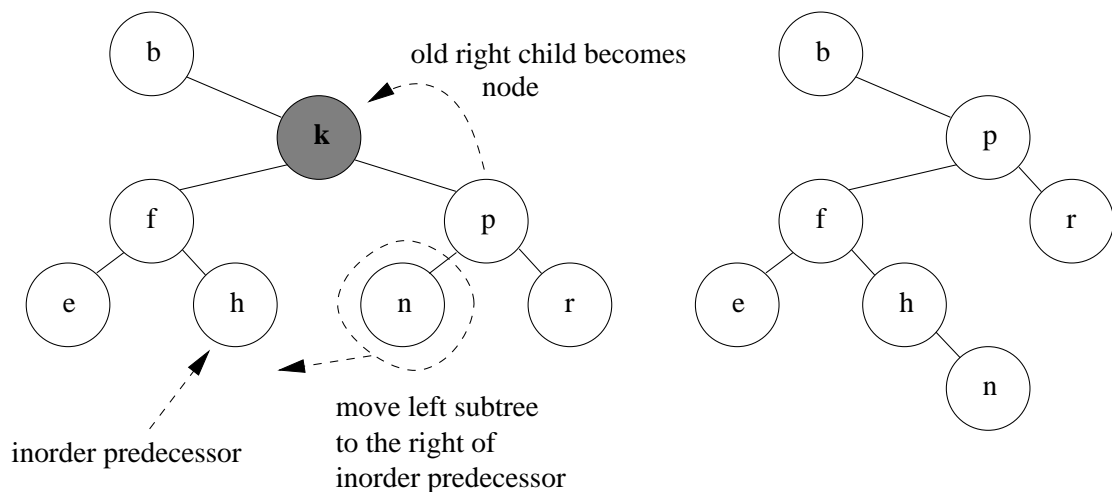 b
old right child becomes
node
k
f
p
e
h
n
r
inorder predecessor
move left subtree
to the right of
inorder predecessor
b
p
f
r
e
h
n